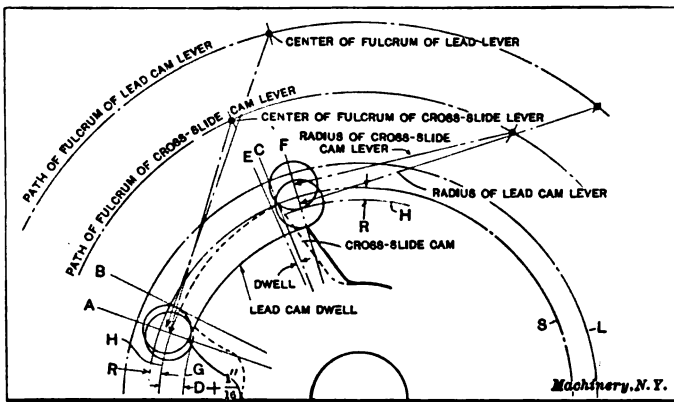 CENTER OF FULCRUM OF LEAD LEVER
PATH OF FULCRUM OF LEAD CAM LEVER
PATH OF FULCRUM OF CROSS-SLIDE CAM LEVER
CENTER OF FULCRUM OF CROSS-SLIDE LEVER
RADIUS OF CROSS-SLIDE
CAM LEVER
E C F
RADIUS OF LEAD CAM LEVER
R H
CROSS-SLIDE CAM
DWELL
LEAD CAM DWELL
B
A
H
R G
D + 1/16"
S L
Machinery, N.Y.